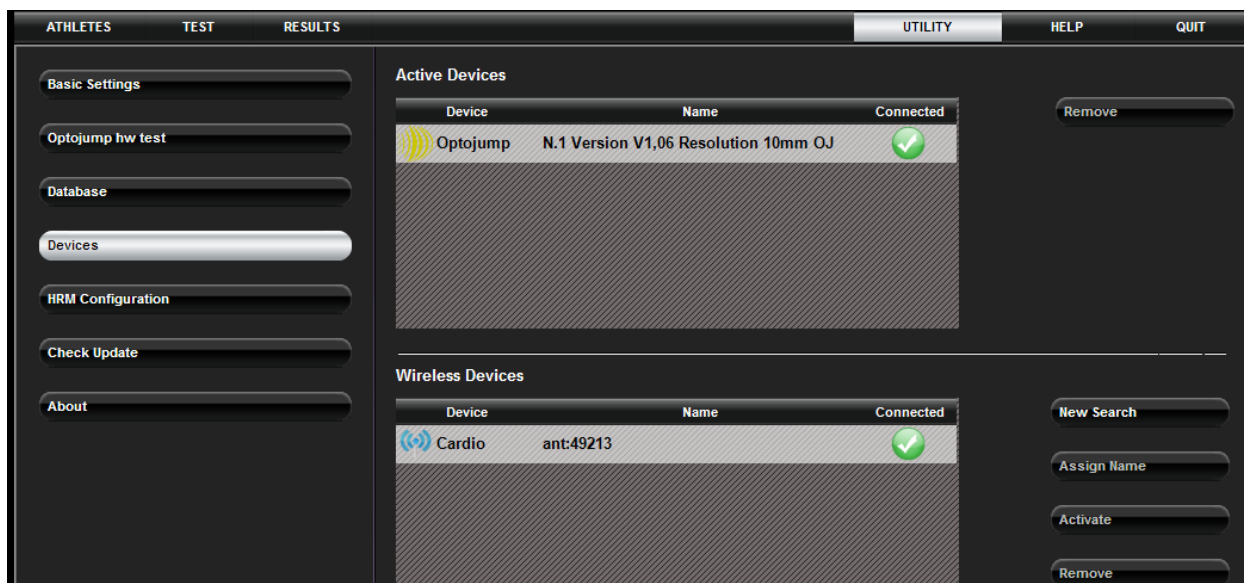 ATHLETES TEST RESULTS UTILITY HELP QUIT
Basic Settings
Optojump hw test
Database
Devices
HRM Configuration
Check Update
About
Active Devices
Device Name Connected
Optojump N.1 Version V1,06 Resolution 10mm OJ
Remove
Wireless Devices
Device Name Connected
Cardio ant:49213
New Search
Assign Name
Activate
Remove